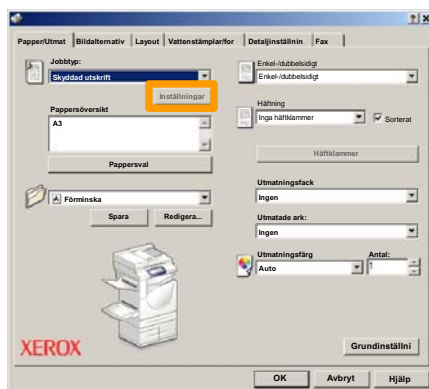 Papper/Utmat Bildalternativ Layout Vattenstämplar/for Detaljinställnin Fax
Jobbtyp:
Skyddad utskrift
Inställningar
Pappersöversikt
A3
Pappersval
Förminska
Spara Redigera...
Enkel-/dubbelsidigt
Enkel-/dubbelsidigt
Häftning
Inga häftklammer
Sorterat
Häftklammer
Utmatningsfack
Ingen
Utmatade ark:
Ingen
Utmatningsfärg Antal:
Auto 1
XEROX
Grundinställni
OK Avbryt Hjälp